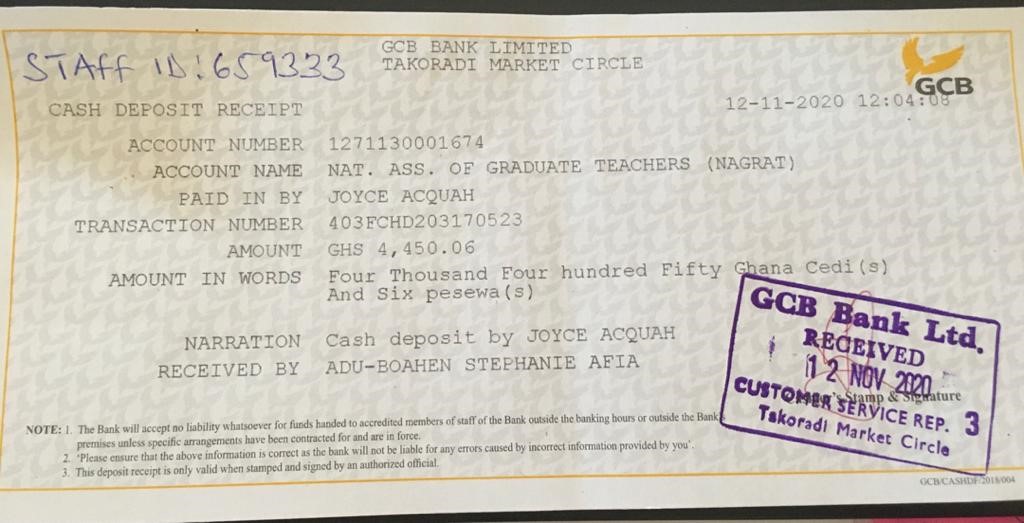 STAFF ID: 659333
GCB BANK LIMITED
TAKORADI MARKET CIRCLE
GCB
12-11-2020 12:04:08
CASH DEPOSIT RECEIPT
ACCOUNT NUMBER 1271130001674
ACCOUNT NAME NAT. ASS. OF GRADUATE TEACHERS (NAGRAT)
PAID IN BY JOYCE ACQUAH
TRANSACTION NUMBER 403FCHD203170523
AMOUNT GHS 4,450.06
AMOUNT IN WORDS Four Thousand Four hundred Fifty Ghana Cedi(s)
And Six pesewa(s)
NARRATION Cash deposit by JOYCE ACQUAH
RECEIVED BY ADU-BOAHEN STEPHANIE AFIA
GCB Bank Ltd.
RECEIVED
12 NOV 2020
Stamp & Signature
CUSTOMER SERVICE REP. 3
Takoradi Market Circle
NOTE: 1. The Bank will accept no liability whatsoever for funds handed to accredited members of staff of the Bank outside the banking hours or outside the Bank
premises unless specific arrangements have been contracted for and are in force.
2. 'Please ensure that the above information is correct as the bank will not be liable for any errors caused by incorrect information provided by you'.
3. This deposit receipt is only valid when stamped and signed by an authorized official.
GCB/CASHDF/2018/004